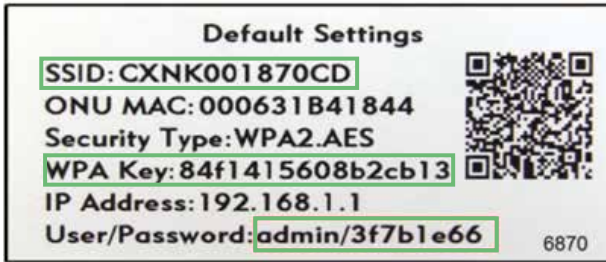 Default Settings
SSID: CXNK001870CD
ONU MAC: 000631B41844
Security Type: WPA2.AES
WPA Key: 84f1415608b2cb13
IP Address: 192.168.1.1
User/Password: admin/3f7b1e66
6870